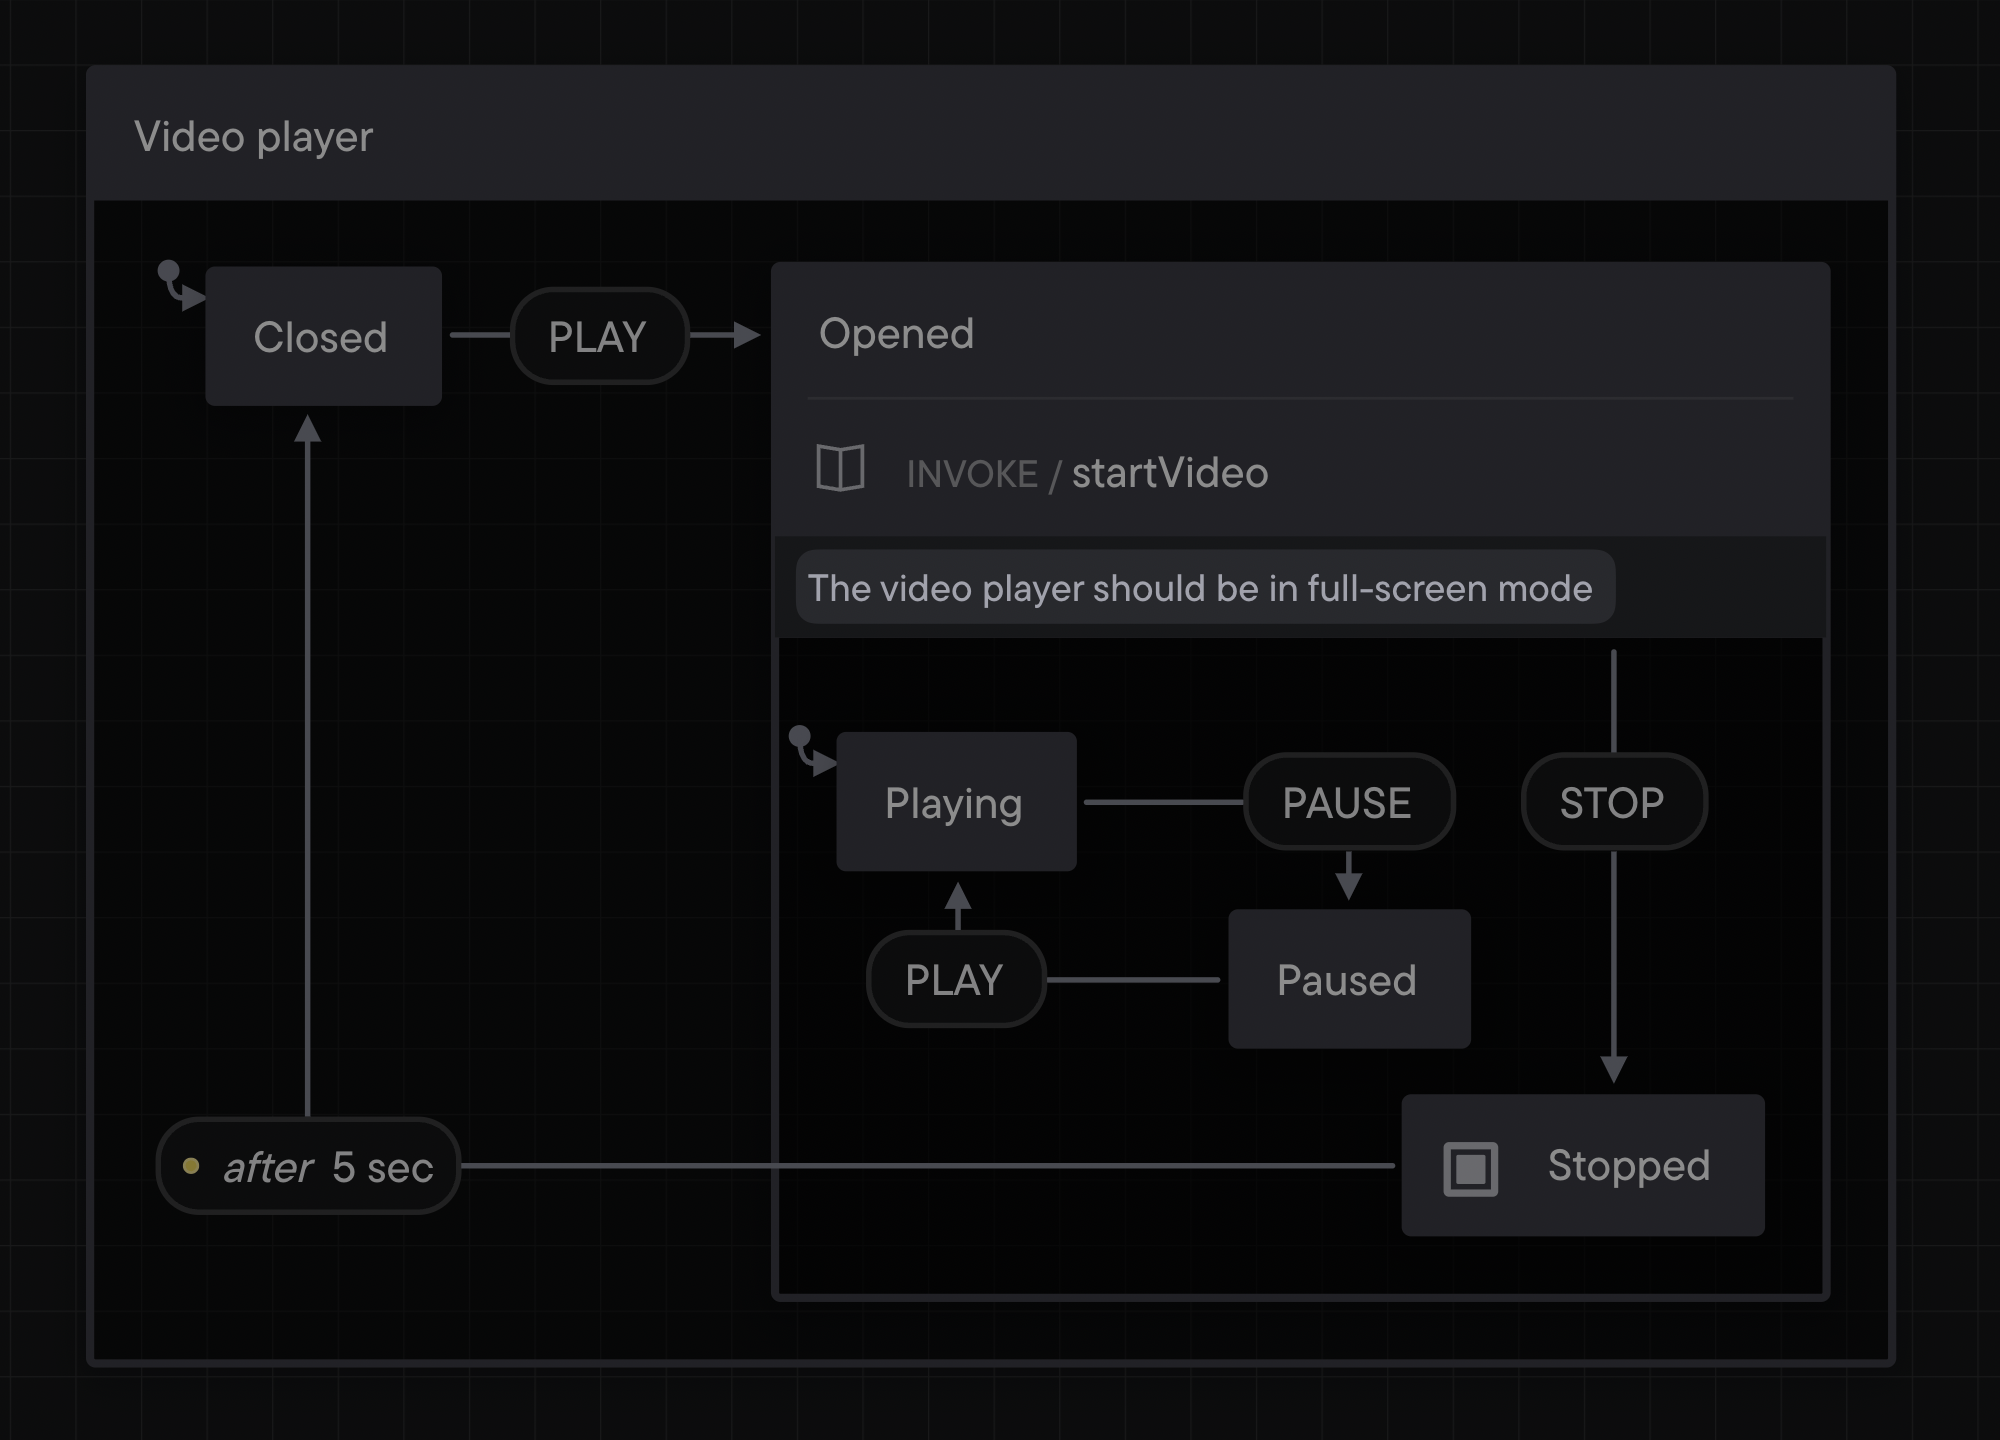 Video player
Closed
PLAY
Opened
INVOKE / startVideo
The video player should be in full-screen mode
Playing
PAUSE
STOP
PLAY
Paused
after 5 sec
Stopped